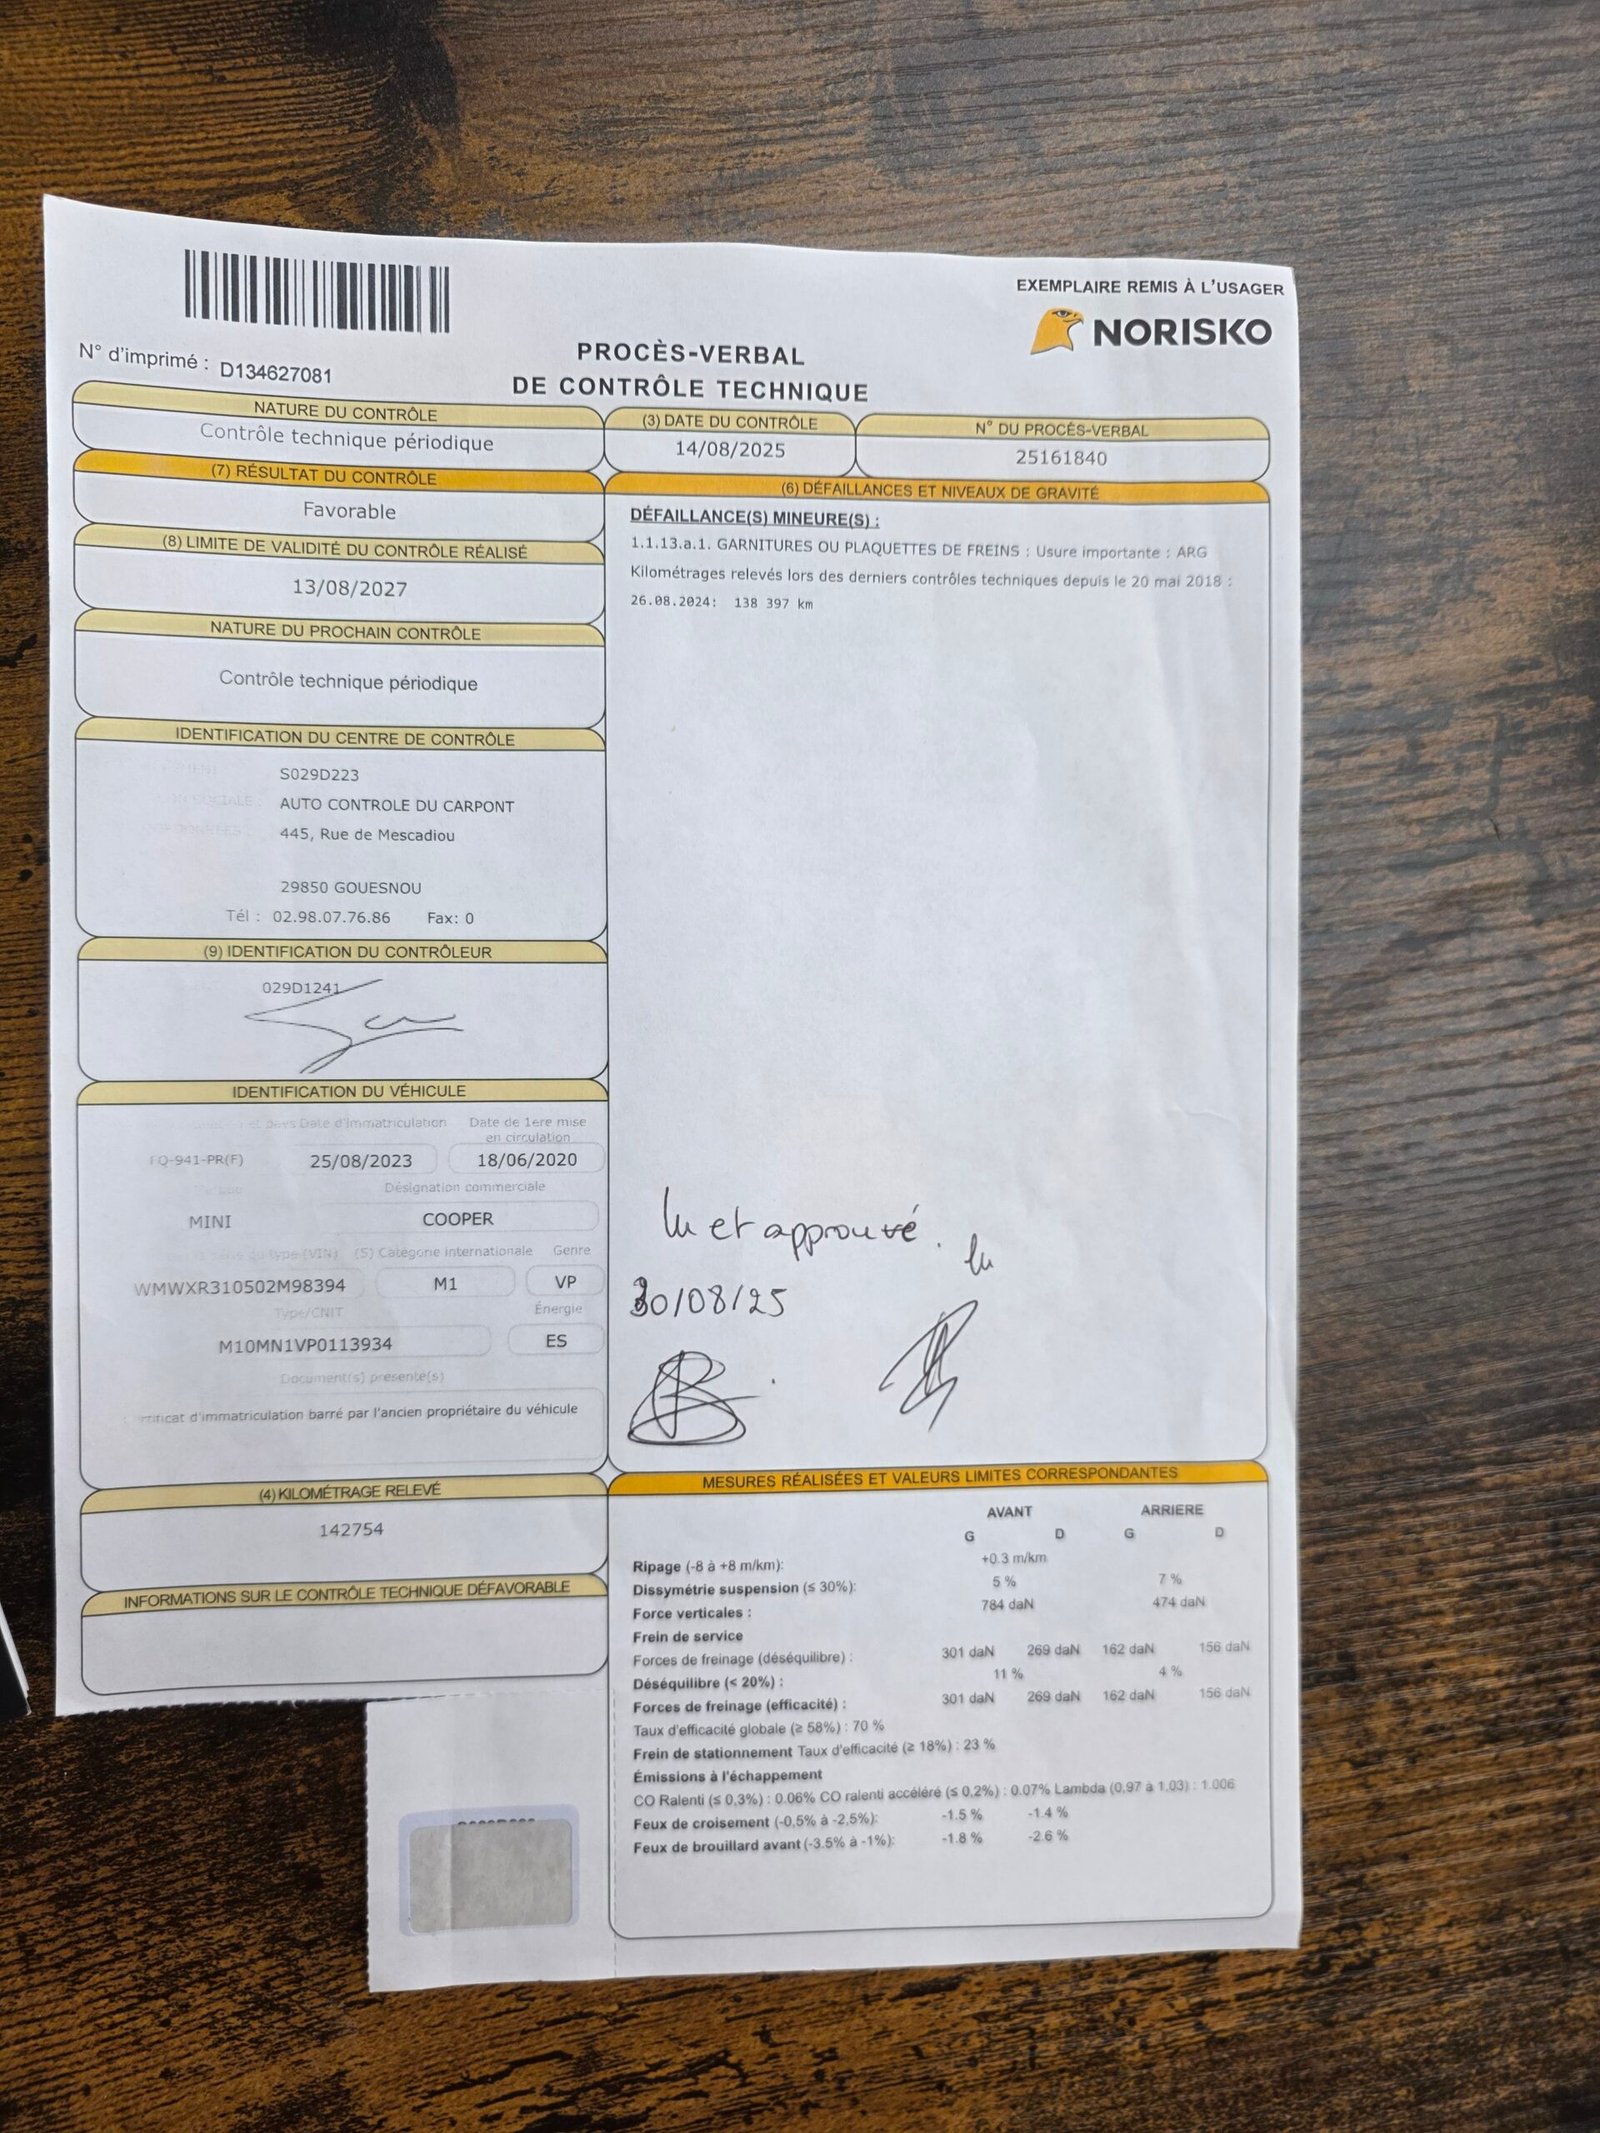 EXEMPLAIRE REMIS À L'USAGER
NORISKO
N° d'imprimé : D134627081
PROCÈS-VERBAL
DE CONTRÔLE TECHNIQUE
NATURE DU CONTRÔLE
Contrôle technique périodique
(3) DATE DU CONTRÔLE
14/08/2025
N° DU PROCÈS-VERBAL
25161840
(7) RÉSULTAT DU CONTRÔLE
Favorable
(8) LIMITE DE VALIDITÉ DU CONTRÔLE RÉALISÉ
13/08/2027
NATURE DU PROCHAIN CONTRÔLE
Contrôle technique périodique
IDENTIFICATION DU CENTRE DE CONTRÔLE
S029D223
SOCIALE : AUTO CONTROLE DU CARPONT
445, Rue de Mescadiou
29850 GOUESNOU
Tél : 02.98.07.76.86 Fax: 0
(9) IDENTIFICATION DU CONTRÔLEUR
029D1241
IDENTIFICATION DU VÉHICULE
et pays Date d'immatriculation Date de 1ere mise
en circulation
FQ-941-PR(F) 25/08/2023 18/06/2020
Marque Désignation commerciale
MINI COOPER
(VIN) (5) Catégorie internationale Genre
WMWXR310502M98394 M1 VP
Type/CNIT Énergie
M10MN1VP0113934 ES
Document(s) présenté(s)
d'immatriculation barré par l'ancien propriétaire du véhicule
(4) KILOMÉTRAGE RELEVÉ
142754
INFORMATIONS SUR LE CONTRÔLE TECHNIQUE DÉFAVORABLE
(6) DÉFAILLANCES ET NIVEAUX DE GRAVITÉ
DÉFAILLANCE(S) MINEURE(S) :
1.1.13.a.1. GARNITURES OU PLAQUETTES DE FREINS : Usure importante : ARG
Kilométrages relevés lors des derniers contrôles techniques depuis le 20 mai 2018 :
26.08.2024: 138 397 km
lu et approuvé.
lu
30/08/25
MESURES RÉALISÉES ET VALEURS LIMITES CORRESPONDANTES
AVANT ARRIERE
G D G D
Ripage (-8 à +8 m/km): +0.3 m/km
Dissymétrie suspension (≤ 30%): 5 % 7 %
Force verticales : 784 daN 474 daN
Frein de service
Forces de freinage (déséquilibre) : 301 daN 269 daN 162 daN 156 daN
Déséquilibre (< 20%) : 11 % 4 %
Forces de freinage (efficacité) : 301 daN 269 daN 162 daN 156 daN
Taux d'efficacité globale (≥ 58%) : 70 %
Frein de stationnement Taux d'efficacité (≥ 18%) : 23 %
Émissions à l'échappement
CO Ralenti (≤ 0,3%) : 0.06% CO ralenti accéléré (≤ 0,2%) : 0.07% Lambda (0,97 à 1,03) : 1.006
Feux de croisement (-0,5% à -2,5%): -1.5 % -1.4 %
Feux de brouillard avant (-3.5% à -1%): -1.8 % -2.6 %